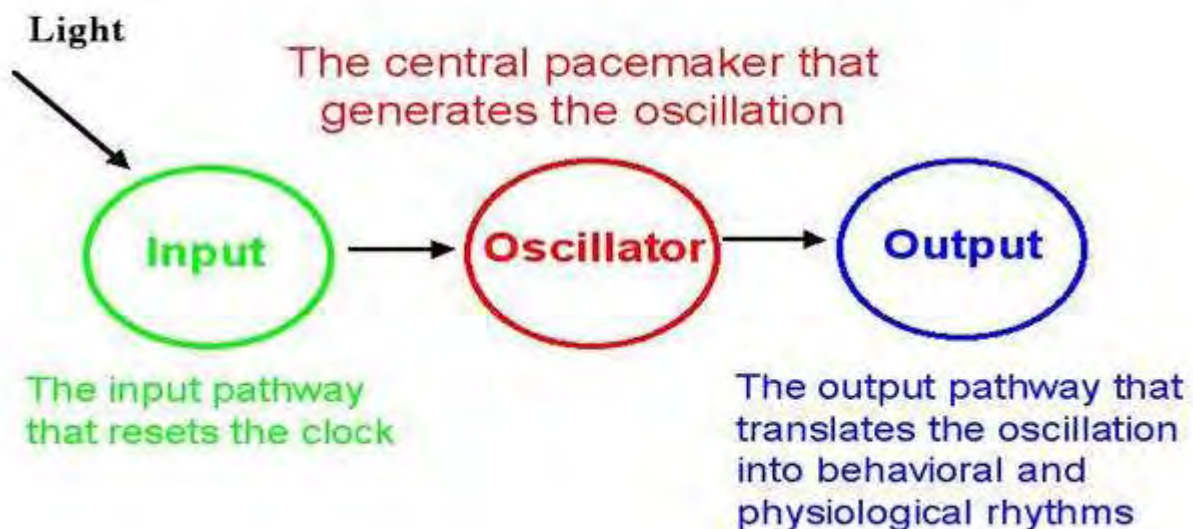 Light
The central pacemaker that
generates the oscillation
Input
Oscillator
Output
The input pathway
that resets the clock
The output pathway that
translates the oscillation
into behavioral and
physiological rhythms